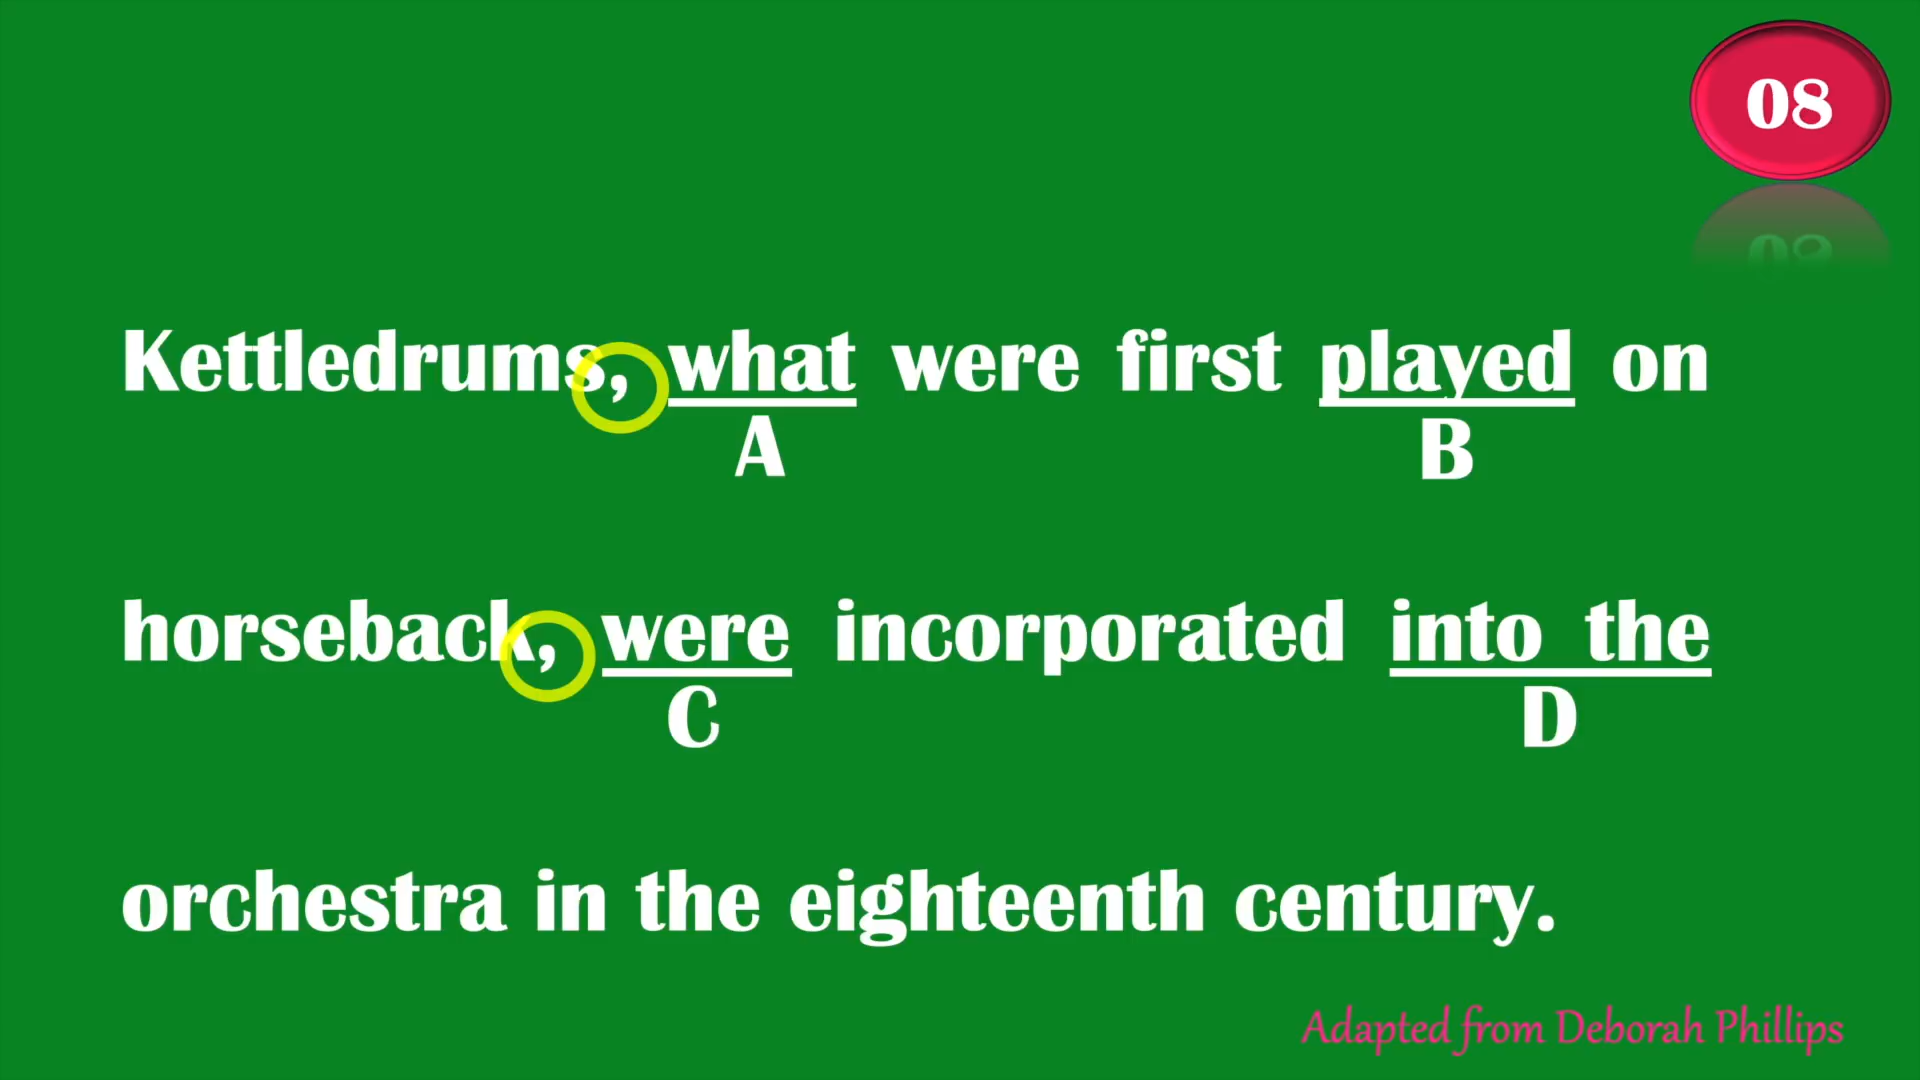 08
Kettledrums, what were first played on
A B
horseback, were incorporated into the
C D
orchestra in the eighteenth century.
Adapted from Deborah Phillips